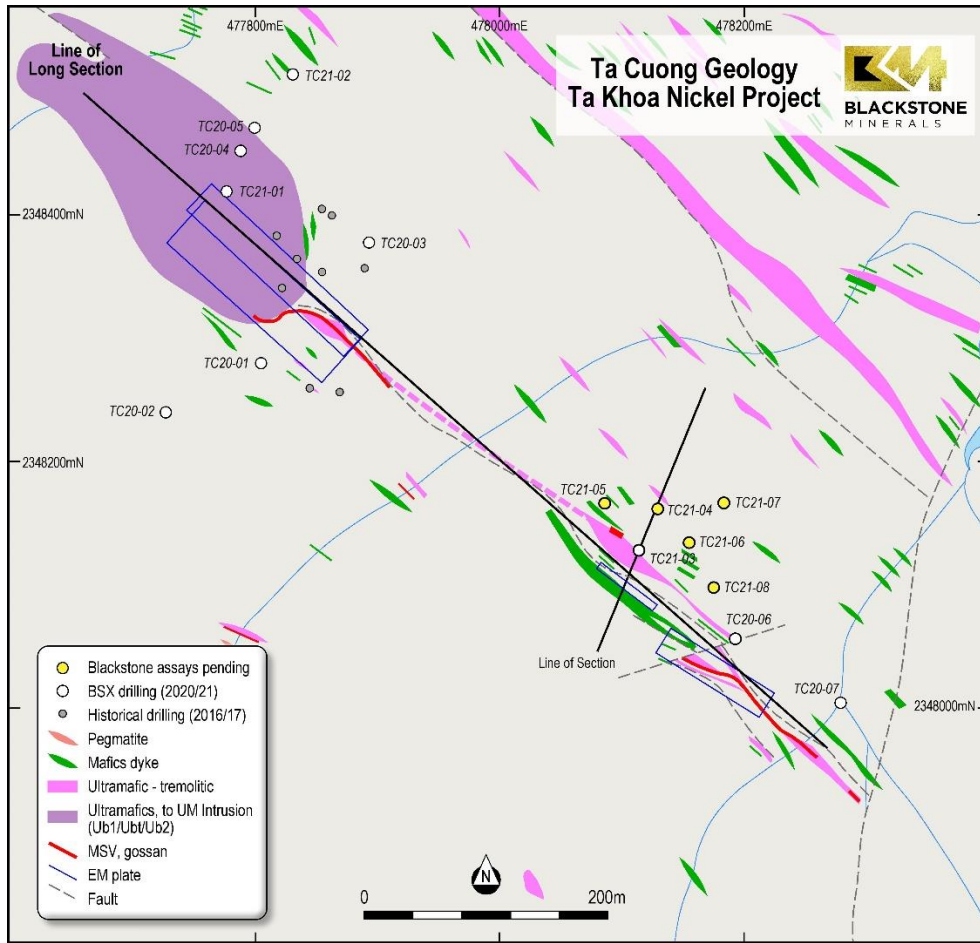 477800mE
478000mE
478200mE
Line of
Long Section
TC21-02
Ta Cuong Geology
Ta Khoa Nickel Project
BLACKSTONE
MINERALS
TC20-05
TC20-04
TC21-01
2348400mN
TC20-03
TC20-01
TC20-02
2348200mN
TC21-05
TC21-04
TC21-07
TC21-06
TC21-03
TC21-08
TC20-06
Line of Section
TC20-07
2348000mN
Blackstone assays pending
BSX drilling (2020/21)
Historical drilling (2016/17)
Pegmatite
Mafics dyke
Ultramafic - tremolitic
Ultramafics, to UM Intrusion
(Ub1/Ubt/Ub2)
MSV, gossan
EM plate
Fault
N
0
200m